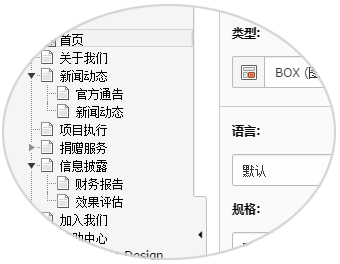 首页
关于我们
新闻动态
官方通告
新闻动态
项目执行
捐赠服务
信息披露
财务报告
效果评估
加入我们
助中心
Design
类型:
BOX (图
语言:
默认
规格: